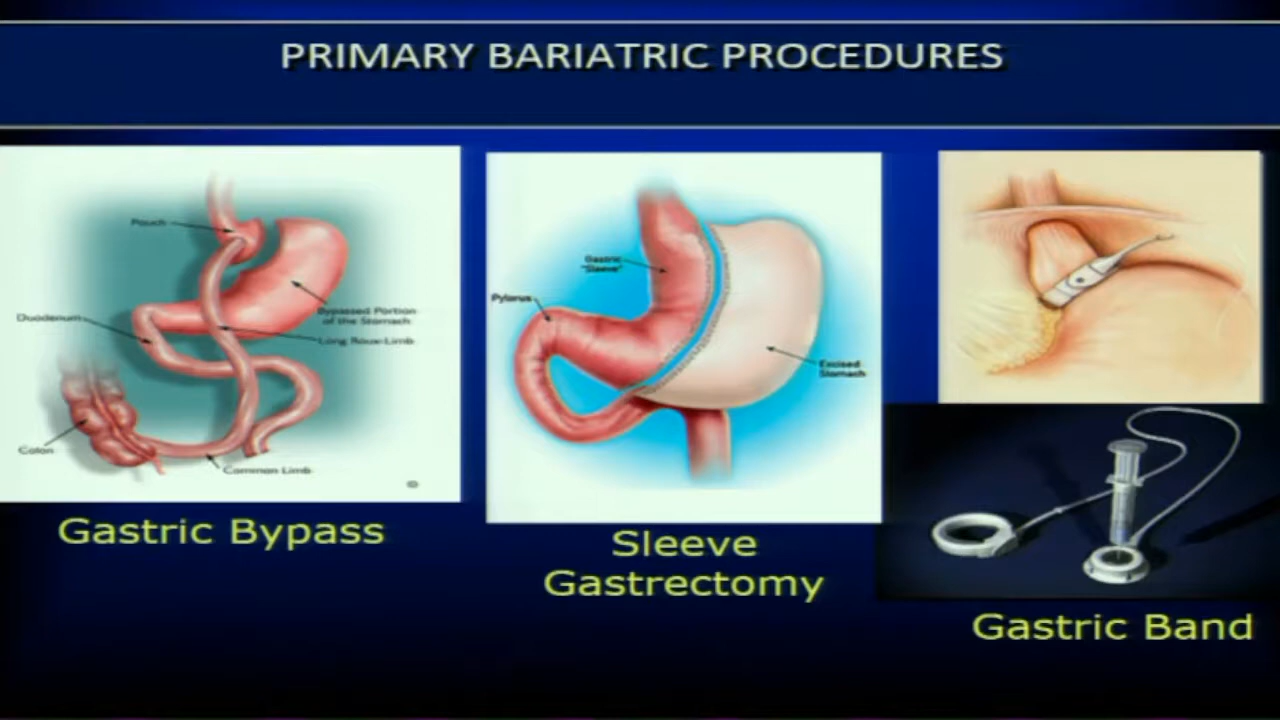 PRIMARY BARIATRIC PROCEDURES
Pouch
Duodenum
Bypassed Portion
of the Stomach
Long Roux Limb
Colon
Common Limb
Gastric Bypass
Gastric
"Sleeve"
Pylorus
Excised
Stomach
Sleeve
Gastrectomy
Gastric Band